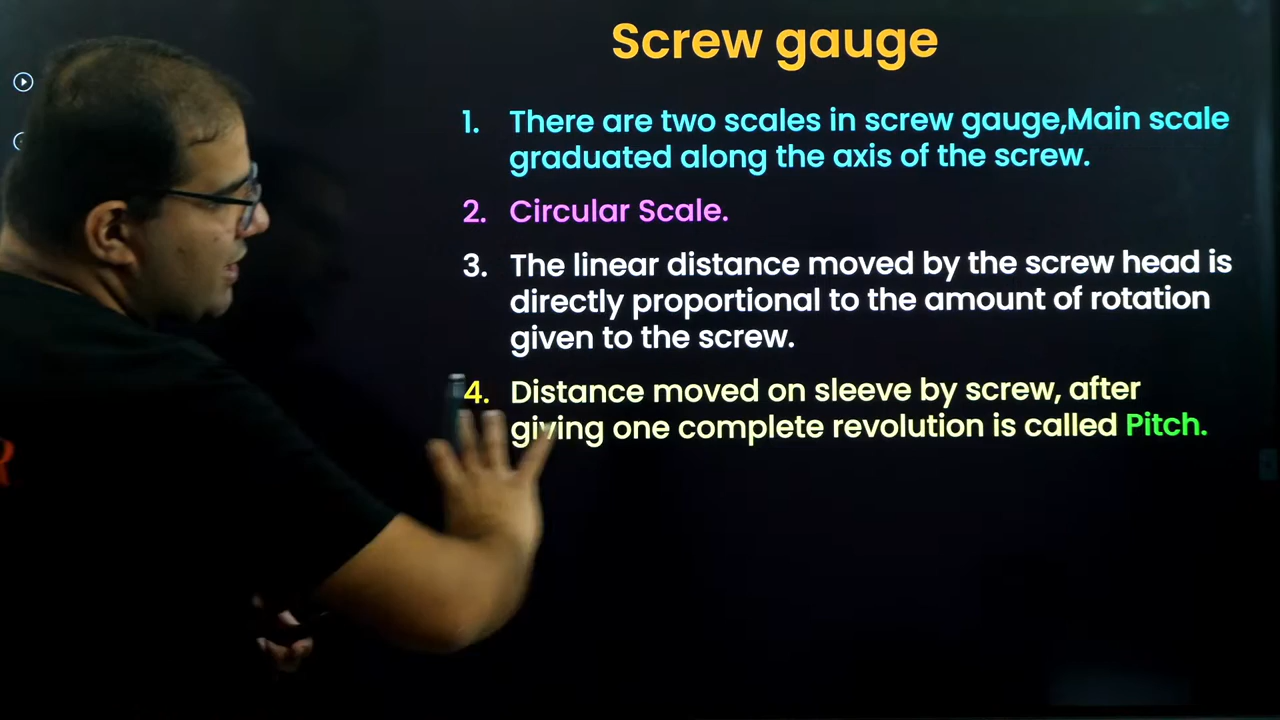 Screw gauge
1. There are two scales in screw gauge,Main scale
graduated along the axis of the screw.
2. Circular Scale.
3. The linear distance moved by the screw head is
directly proportional to the amount of rotation
given to the screw.
4. Distance moved on sleeve by screw, after
giving one complete revolution is called Pitch.